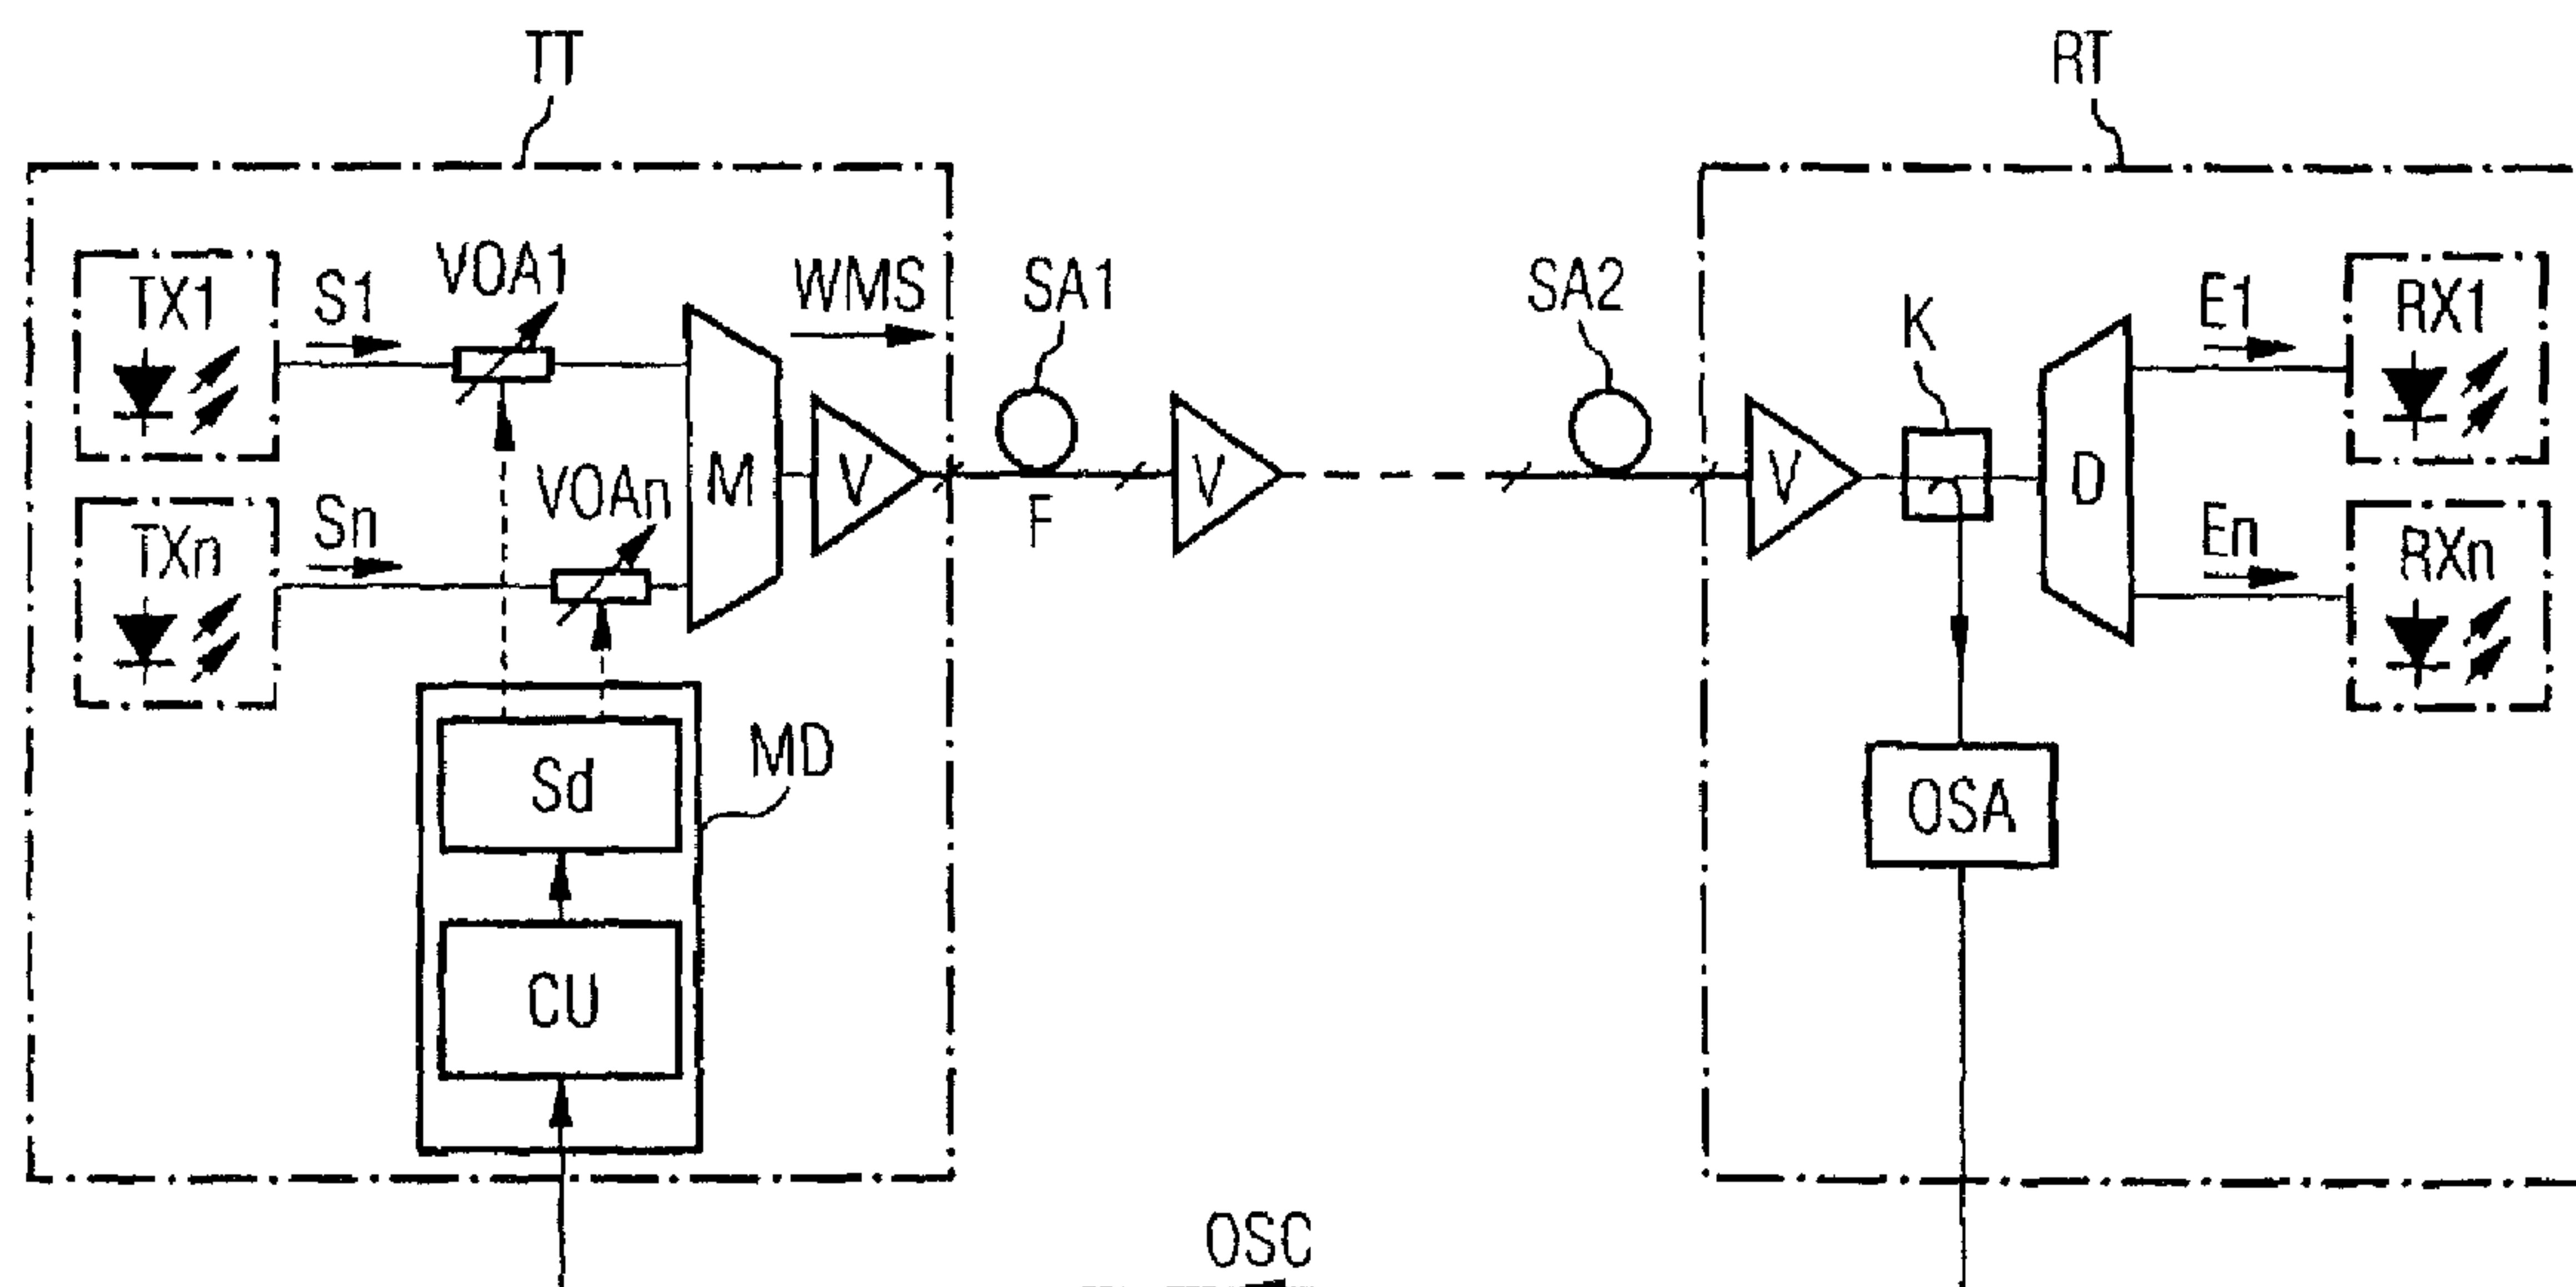 TT
RT
TX1
S1
VOA1
WMS
SA1
SA2
K
E1
RX1
TXn
Sn
VOAn
M
V
F
V
V
D
En
RXn
Sd
MD
OSA
CU
OSC